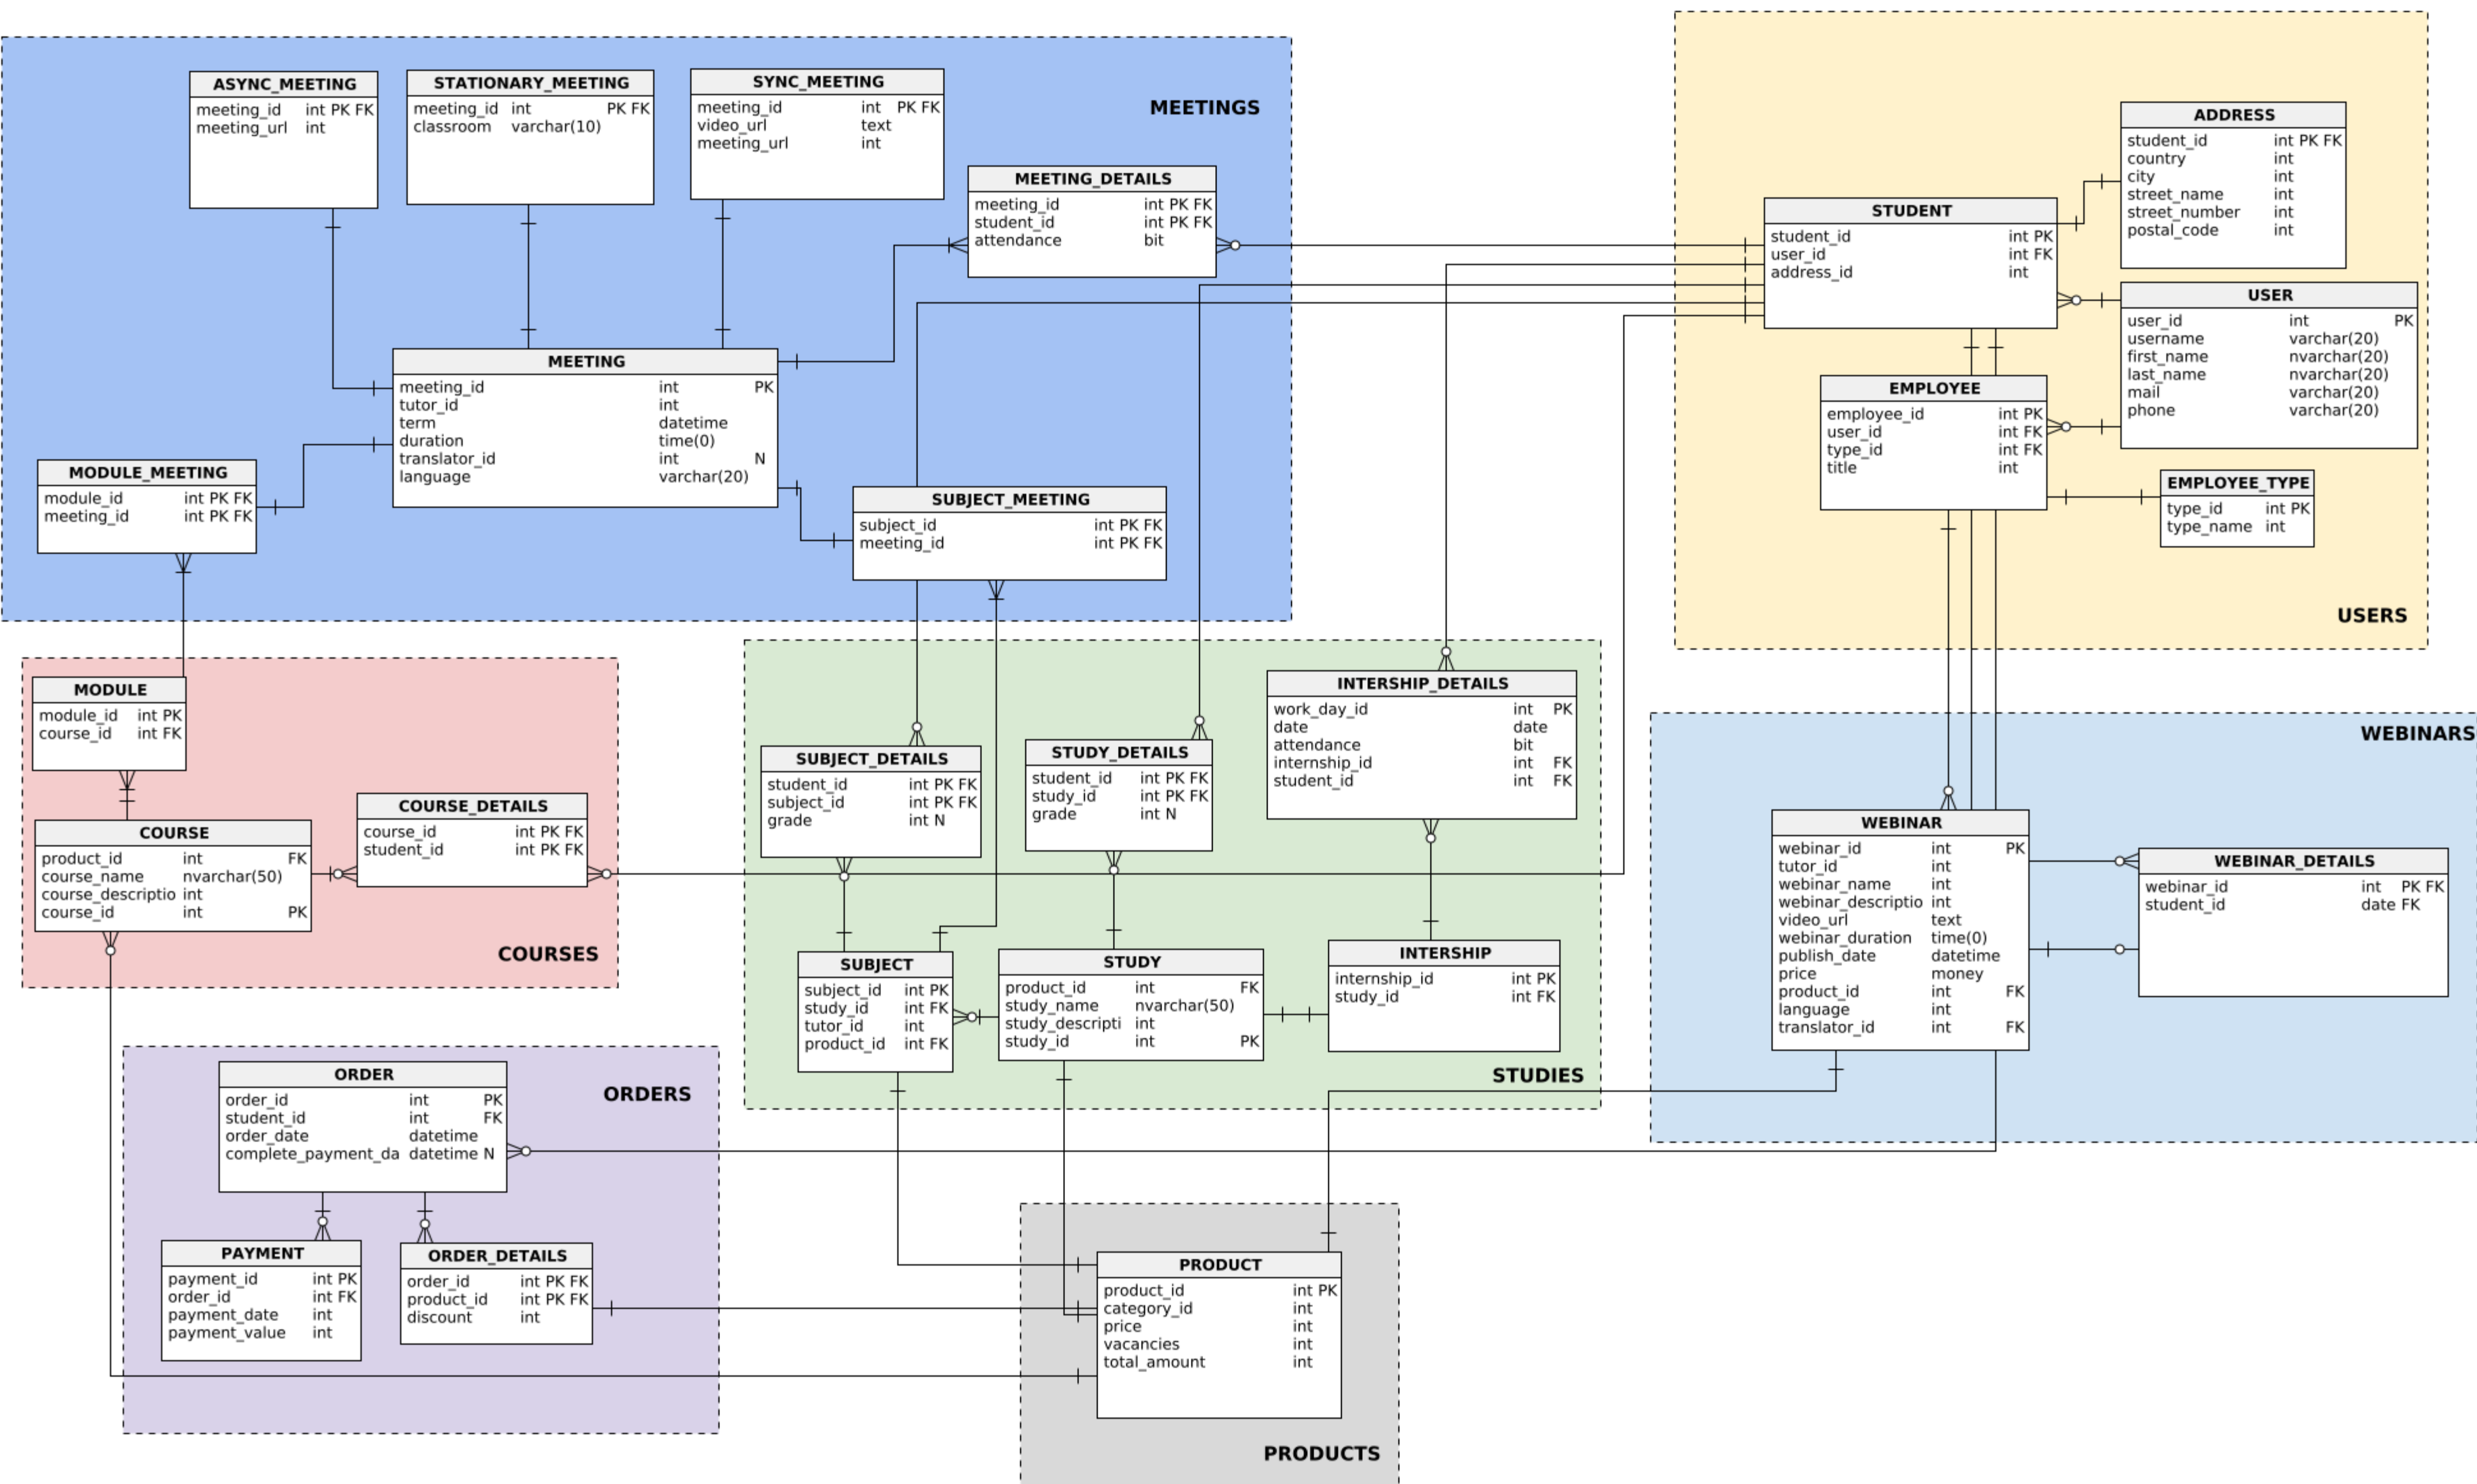 MEETINGS
ASYNC_MEETING
meeting_id int PK FK
meeting_url int
STATIONARY_MEETING
meeting_id int PK FK
classroom varchar(10)
SYNC_MEETING
meeting_id int PK FK
video_url text
meeting_url int
MEETING_DETAILS
meeting_id int PK FK
student_id int PK FK
attendance bit
MEETING
meeting_id int PK
tutor_id int
term datetime
duration time(0)
translator_id int N
language varchar(20)
MODULE_MEETING
module_id int PK FK
meeting_id int PK FK
SUBJECT_MEETING
subject_id int PK FK
meeting_id int PK FK
ADDRESS
student_id int PK FK
country int
city int
street_name int
street_number int
postal_code int
STUDENT
student_id int PK
user_id int FK
address_id int
USER
user_id int PK
username varchar(20)
first_name nvarchar(20)
last_name nvarchar(20)
mail varchar(20)
phone varchar(20)
EMPLOYEE
employee_id int PK
user_id int FK
type_id int FK
title int
EMPLOYEE_TYPE
type_id int PK
type_name int
USERS
MODULE
module_id int PK
course_id int FK
COURSE_DETAILS
course_id int PK FK
student_id int PK FK
COURSE
product_id int FK
course_name nvarchar(50)
course_descriptio int
course_id int PK
COURSES
INTERSHIP_DETAILS
work_day_id int PK
date date
attendance bit
internship_id int FK
student_id int FK
SUBJECT_DETAILS
student_id int PK FK
subject_id int PK FK
grade int N
STUDY_DETAILS
student_id int PK FK
study_id int PK FK
grade int N
SUBJECT
subject_id int PK
study_id int FK
tutor_id int
product_id int FK
STUDY
product_id int FK
study_name nvarchar(50)
study_descripti int
study_id int PK
INTERSHIP
internship_id int PK
study_id int FK
STUDIES
WEBINARS
WEBINAR
webinar_id int PK
tutor_id int
webinar_name int
webinar_descriptio int
video_url text
webinar_duration time(0)
publish_date datetime
price money
product_id int FK
language int
translator_id int FK
WEBINAR_DETAILS
webinar_id int PK FK
student_id date FK
ORDERS
ORDER
order_id int PK
student_id int FK
order_date datetime
complete_payment_da datetime N
PAYMENT
payment_id int PK
order_id int FK
payment_date int
payment_value int
ORDER_DETAILS
order_id int PK FK
product_id int PK FK
discount int
PRODUCT
product_id int PK
category_id int
price int
vacancies int
total_amount int
PRODUCTS